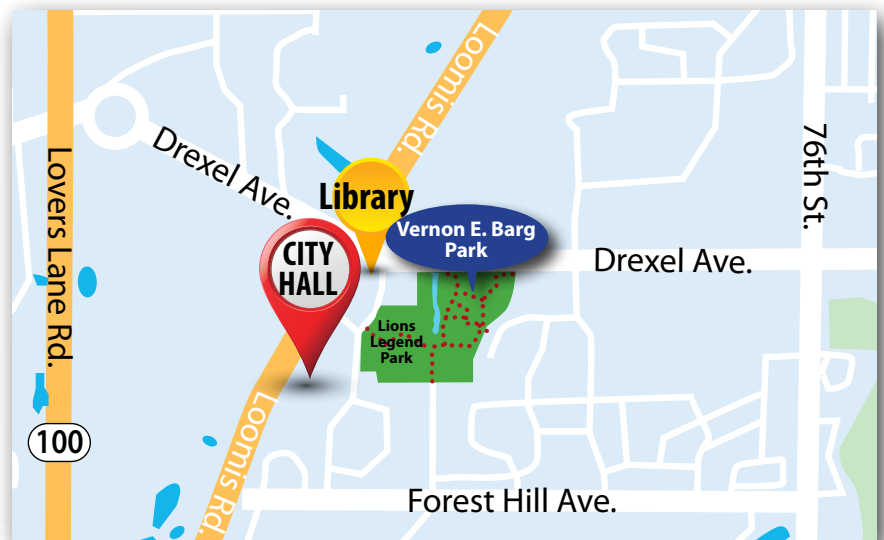 Loomis Rd.
Drexel Ave.
76th St.
Lovers Lane Rd.
Library
Vernon E. Barg
Park
CITY
HALL
Drexel Ave.
Lions
Legend
Park
100
Loomis Rd.
Forest Hill Ave.